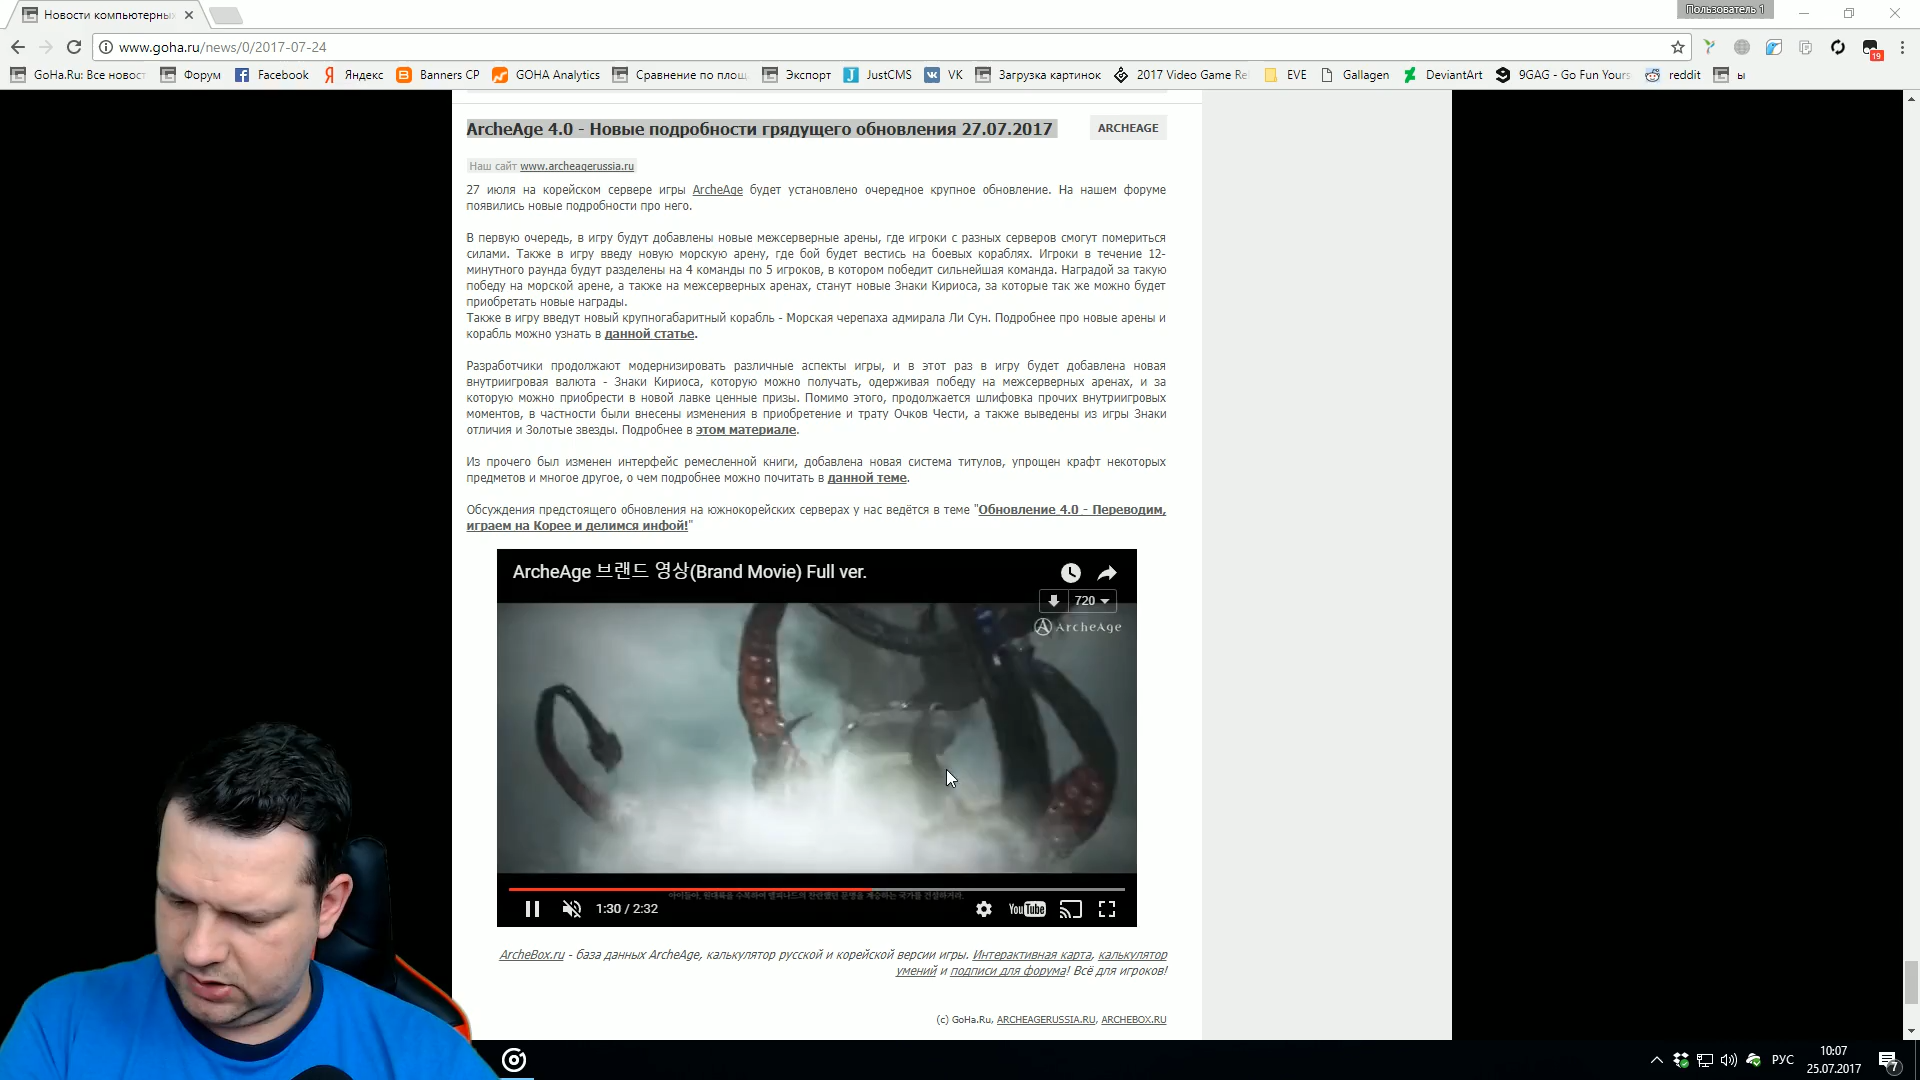 Новости компьютерны
Пользователь 1
www.goha.ru/news/0/2017-07-24
19
GoHa.Ru: Все новост
Форум
Facebook
Яндекс
Banners CP
GOHA Analytics
Сравнение по площ
Экспорт
JustCMS
VK
Загрузка картинок
2017 Video Game Re
EVE
Gallagen
DeviantArt
9GAG - Go Fun Yours
reddit
ы
ArcheAge 4.0 - Новые подробности грядущего обновления 27.07.2017
ARCHEAGE
Наш сайт www.archeagerussia.ru
27 июля на корейском сервере игры ArcheAge будет установлено очередное крупное обновление. На нашем форуме
появились новые подробности про него.
В первую очередь, в игру будут добавлены новые межсерверные арены, где игроки с разных серверов смогут помериться
силами. Также в игру введу новую морскую арену, где бой будет вестись на боевых кораблях. Игроки в течение 12-
минутного раунда будут разделены на 4 команды по 5 игроков, в котором победит сильнейшая команда. Наградой за такую
победу на морской арене, а также на межсерверных аренах, станут новые Знаки Кириоса, за которые так же можно будет
приобретать новые награды.
Также в игру введут новый крупногабаритный корабль - Морская черепаха адмирала Ли Сун. Подробнее про новые арены и
корабль можно узнать в данной статье.
Разработчики продолжают модернизировать различные аспекты игры, и в этот раз в игру будет добавлена новая
внутриигровая валюта - Знаки Кириоса, которую можно получать, одерживая победу на межсерверных аренах, и за
которую можно приобрести в новой лавке ценные призы. Помимо этого, продолжается шлифовка прочих внутриигровых
моментов, в частности были внесены изменения в приобретение и трату Очков Чести, а также выведены из игры Знаки
отличия и Золотые звезды. Подробнее в этом материале.
Из прочего был изменен интерфейс ремесленной книги, добавлена новая система титулов, упрощен крафт некоторых
предметов и многое другое, о чем подробнее можно почитать в данной теме.
Обсуждения предстоящего обновления на южнокорейских серверах у нас ведётся в теме "Обновление 4.0 - Переводим,
играем на Корее и делимся инфой!"
ArcheAge 브랜드 영상(Brand Movie) Full ver.
720
ArcheAge
1:30 / 2:32
YouTube
ArcheBox.ru - база данных ArcheAge, калькулятор русской и корейской версии игры. Интерактивная карта, калькулятор
умений и подписи для форума! Всё для игроков!
(c) GoHa.Ru, ARCHEAGERUSSIA.RU, ARCHEBOX.RU
РУС
10:07
25.07.2017
7